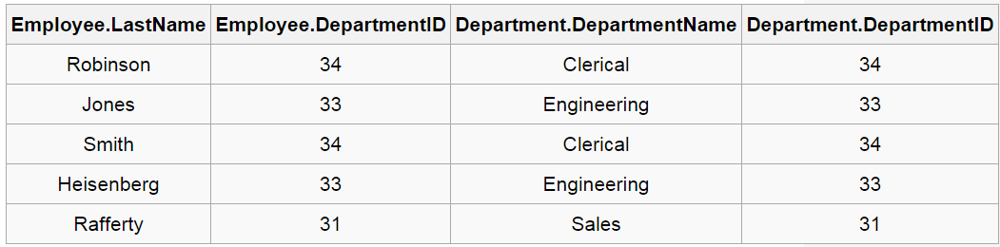 Employee.LastName Employee.DepartmentID Department.DepartmentName Department.DepartmentID
Robinson 34 Clerical 34
Jones 33 Engineering 33
Smith 34 Clerical 34
Heisenberg 33 Engineering 33
Rafferty 31 Sales 31